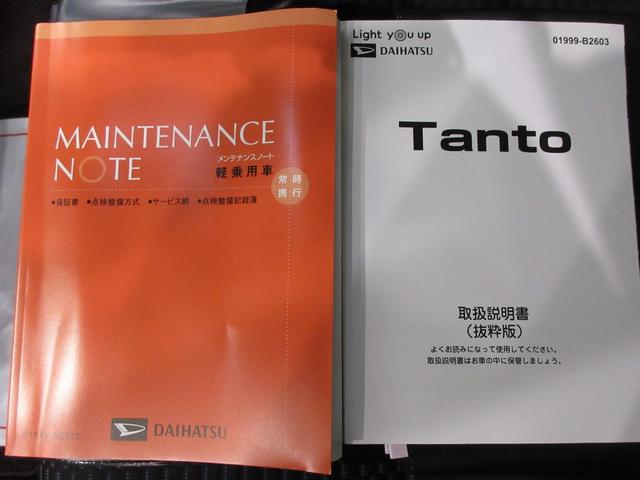 MAINTENANCE
NOTE
メンテナンスノート
軽乗用車
常時
携行
●保証書 ●点検整備方式 ●サービス網 ●点検整備記録簿
DAIHATSU
Light you up
DAIHATSU
01999-B2603
Tanto
取扱説明書
(抜粋版)
よくお読みになって使用してください。
取扱説明書はお車の中に保管しましょう。